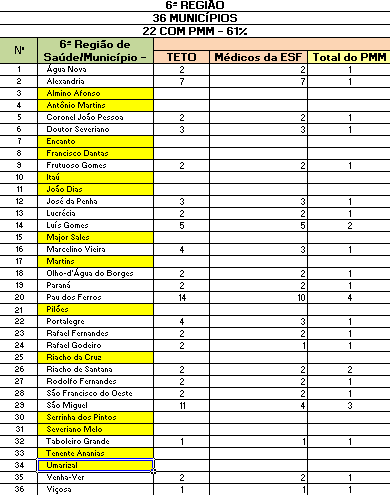 6ª REGIÃO
36 MUNICÍPIOS
22 COM PMM - 61%
Nº 6ª Região de Saúde/Município - TETO Médicos da ESF Total do PMM
1 Água Nova 2 2 1
2 Alexandria 7 7 1
3 Almino Afonso
4 Antônio Martins
5 Coronel João Pessoa 2 2 1
6 Doutor Severiano 3 3 1
7 Encanto
8 Francisco Dantas
9 Frutuoso Gomes 2 2 1
10 Itaú
11 João Dias
12 José da Penha 3 3 1
13 Lucrécia 2 2 1
14 Luís Gomes 5 5 2
15 Major Sales
16 Marcelino Vieira 4 3 1
17 Martins
18 Olho-d'Água do Borges 2 2 1
19 Paraná 2 2 1
20 Pau dos Ferros 14 10 4
21 Pilões
22 Portalegre 4 3 1
23 Rafael Fernandes 2 2 1
24 Rafael Godeiro 2 1 1
25 Riacho da Cruz
26 Riacho de Santana 2 2 2
27 Rodolfo Fernandes 2 2 1
28 São Francisco do Oeste 2 2 1
29 São Miguel 11 4 3
30 Serrinha dos Pintos
31 Severiano Melo
32 Taboleiro Grande 1 1 1
33 Tenente Ananias
34 Umarizal
35 Venha-Ver 2 2 1
36 Viçosa 1 1 1